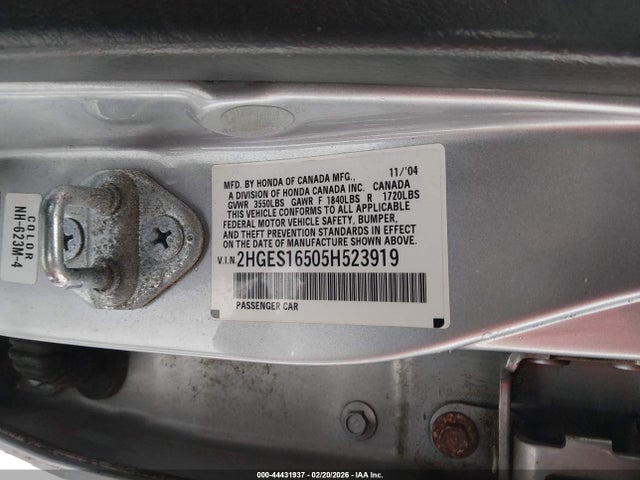 MFD. BY HONDA OF CANADA MFG., 11/'04
A DIVISION OF HONDA CANADA INC. CANADA
GVWR 3550LBS GAWR F 1840LBS R 1720LBS
THIS VEHICLE CONFORMS TO ALL APPLICABLE
FEDERAL MOTOR VEHICLE SAFETY, BUMPER,
AND THEFT PREVENTION STANDARDS IN EFFECT
ON THE DATE OF MANUFACTURE SHOWN ABOVE.
V.I.N. 2HGES16505H523919
PASSENGER CAR
COLOR
NH-623M-4
000-44431937 - 02/20/2026 - IAA Inc.